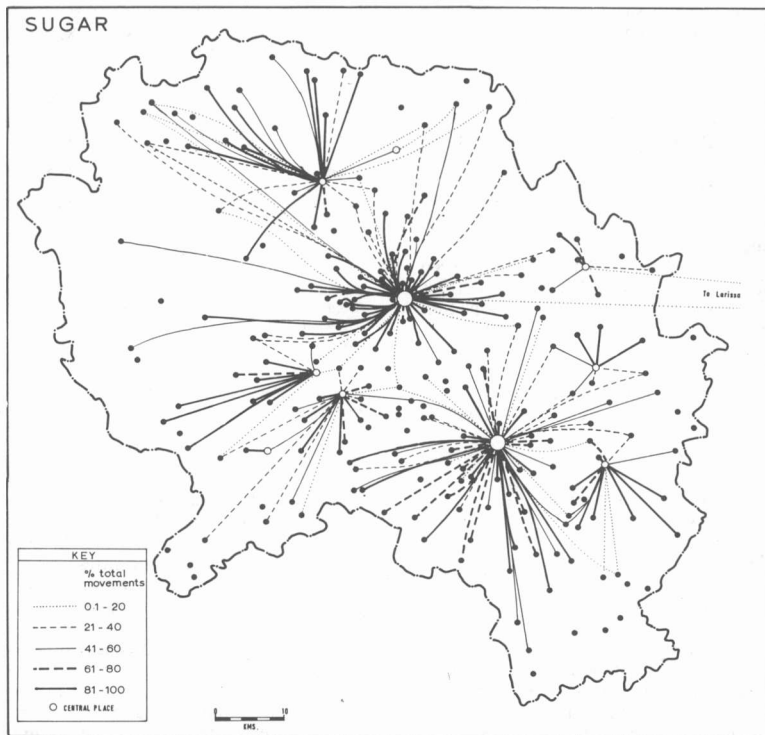 SUGAR
To Larissa
KEY
% total
movements
0.1 - 20
21 - 40
41 - 60
61 - 80
81 - 100
CENTRAL PLACE
0 10
KMS.